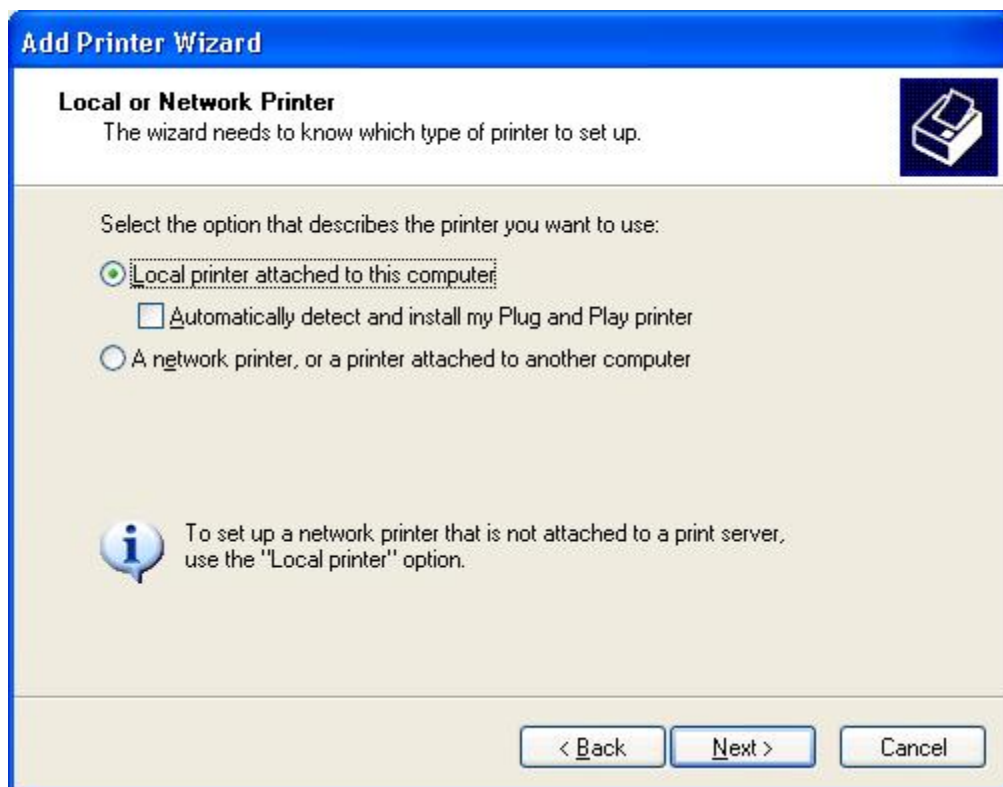 Add Printer Wizard
Local or Network Printer
The wizard needs to know which type of printer to set up.
Select the option that describes the printer you want to use:
Local printer attached to this computer
Automatically detect and install my Plug and Play printer
A network printer, or a printer attached to another computer
To set up a network printer that is not attached to a print server,
use the "Local printer" option.
< Back
Next >
Cancel